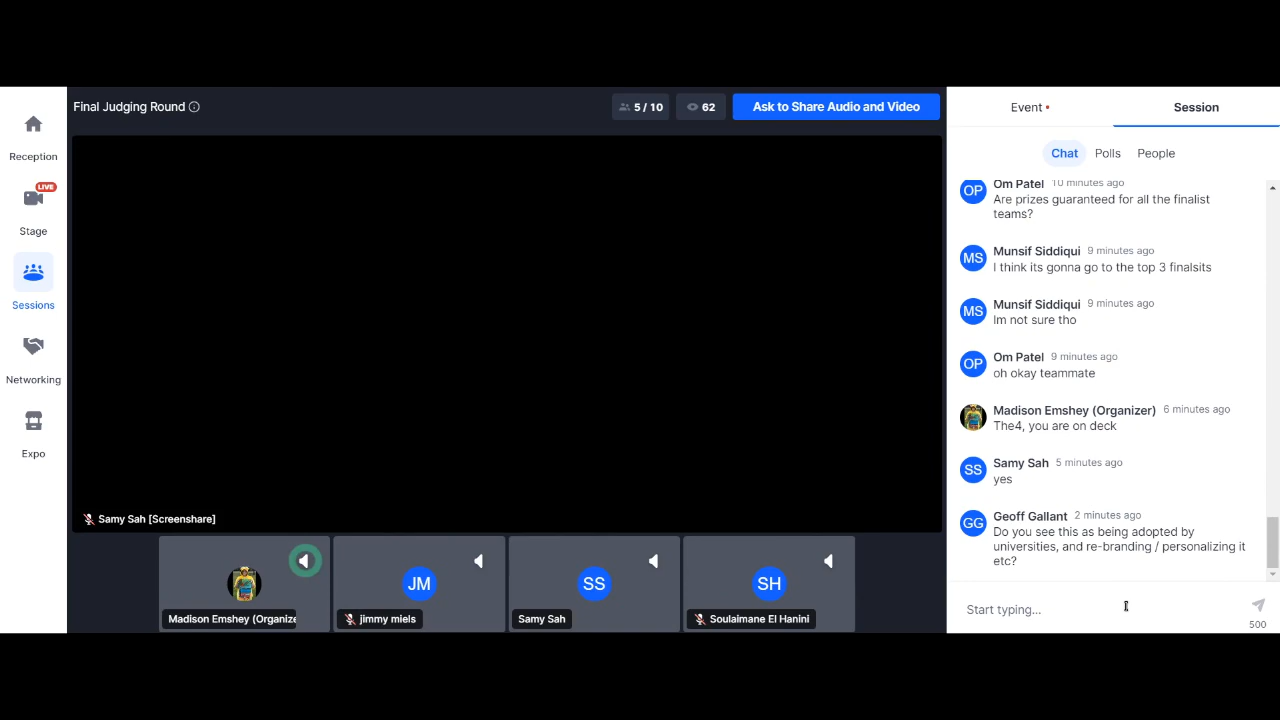 Reception
LIVE
Stage
Sessions
Networking
Expo
Final Judging Round
5 / 10
62
Ask to Share Audio and Video
Samy Sah [Screenshare]
Madison Emshey (Organize
JM
jimmy miels
SS
Samy Sah
SH
Soulaimane El Hanini
Event
Session
Chat
Polls
People
OP
Om Patel 10 minutes ago
Are prizes guaranteed for all the finalist
teams?
MS
Munsif Siddiqui 9 minutes ago
I think its gonna go to the top 3 finalsits
MS
Munsif Siddiqui 9 minutes ago
Im not sure tho
OP
Om Patel 9 minutes ago
oh okay teammate
Madison Emshey (Organizer) 6 minutes ago
The4, you are on deck
SS
Samy Sah 5 minutes ago
yes
GG
Geoff Gallant 2 minutes ago
Do you see this as being adopted by
universities, and re-branding / personalizing it
etc?
Start typing...
500